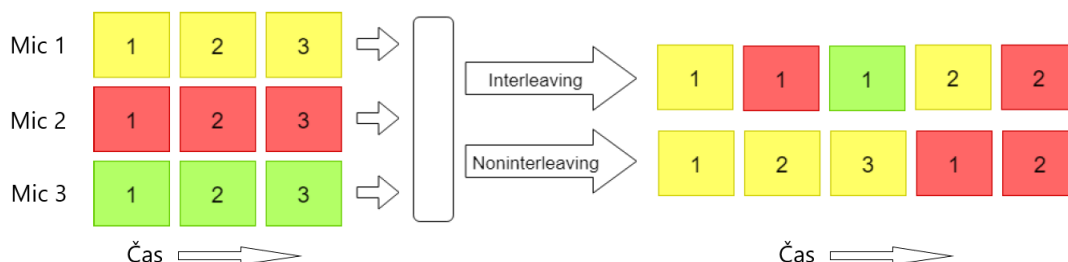 Mic 1 1 2 3
Interleaving
1 1 1 2 2
Mic 2 1 2 3
Noninterleaving
1 2 3 1 2
Mic 3 1 2 3
Čas
Čas